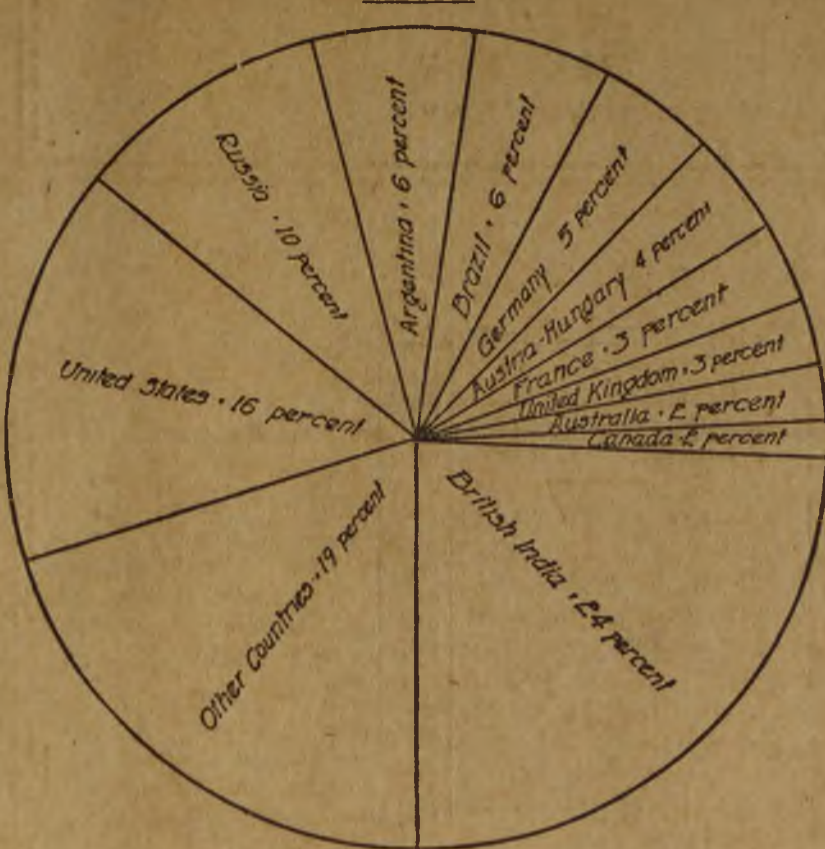 Russia • 10 percent
Argentina • 6 percent
Brazil • 6 percent
Germany 5 percent
Austria-Hungary 4 percent
France • 3 percent
United Kingdom • 3 percent
Australia • 2 percent
Canada 2 percent
United States • 16 percent
British India • 24 percent
Other Countries • 19 percent